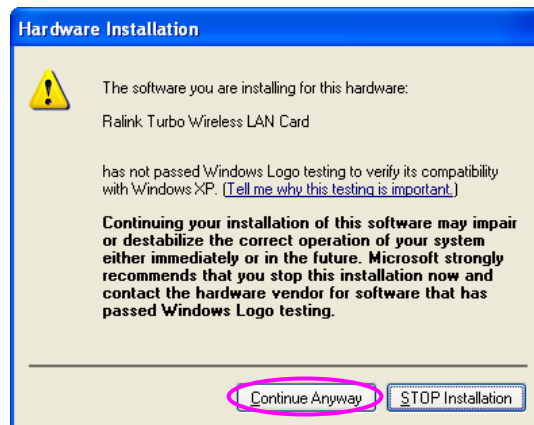 Hardware Installation
The software you are installing for this hardware:
Ralink Turbo Wireless LAN Card
has not passed Windows Logo testing to verify its compatibility
with Windows XP. (Tell me why this testing is important.)
Continuing your installation of this software may impair
or destabilize the correct operation of your system
either immediately or in the future. Microsoft strongly
recommends that you stop this installation now and
contact the hardware vendor for software that has
passed Windows Logo testing.
Continue Anyway STOP Installation